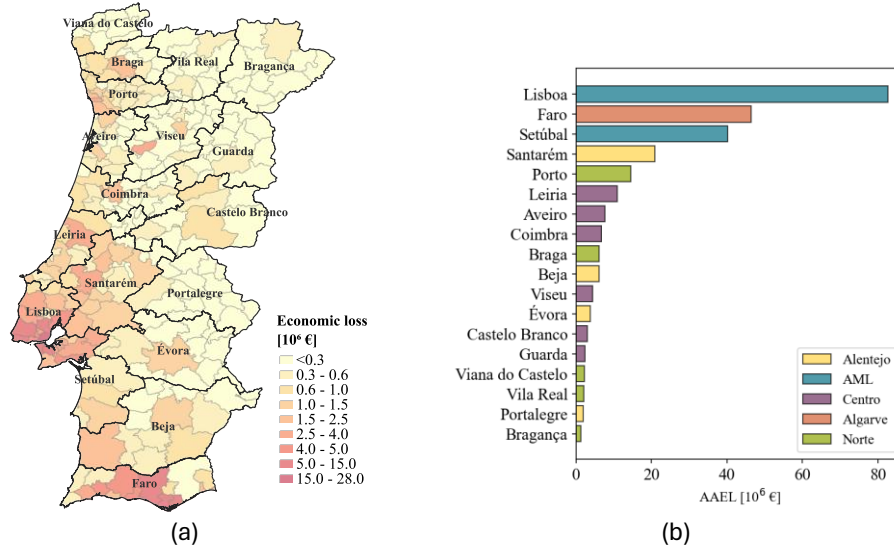 Viana do Castelo
Braga
Vila Real
Bragança
Porto
Aveiro
Viseu
Guarda
Coimbra
Castelo Branco
Leiria
Santarém
Portalegre
Lisboa
Évora
Setúbal
Beja
Faro
Economic loss
[10⁶ €]
<0.3
0.3 - 0.6
0.6 - 1.0
1.0 - 1.5
1.5 - 2.5
2.5 - 4.0
4.0 - 5.0
5.0 - 15.0
15.0 - 28.0
(a)
Lisboa
Faro
Setúbal
Santarém
Porto
Leiria
Aveiro
Coimbra
Braga
Beja
Viseu
Évora
Castelo Branco
Guarda
Viana do Castelo
Vila Real
Portalegre
Bragança
Alentejo
AML
Centro
Algarve
Norte
0 20 40 60 80
AAEL [10⁶ €]
(b)